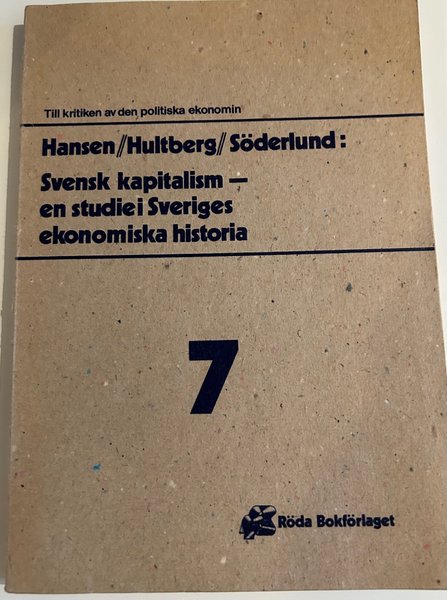 Till kritiken av den politiska ekonomin
Hansen//Hultberg//Söderlund:
Svensk kapitalism —
en studie i Sveriges
ekonomiska historia
7
Röda Bokförlaget